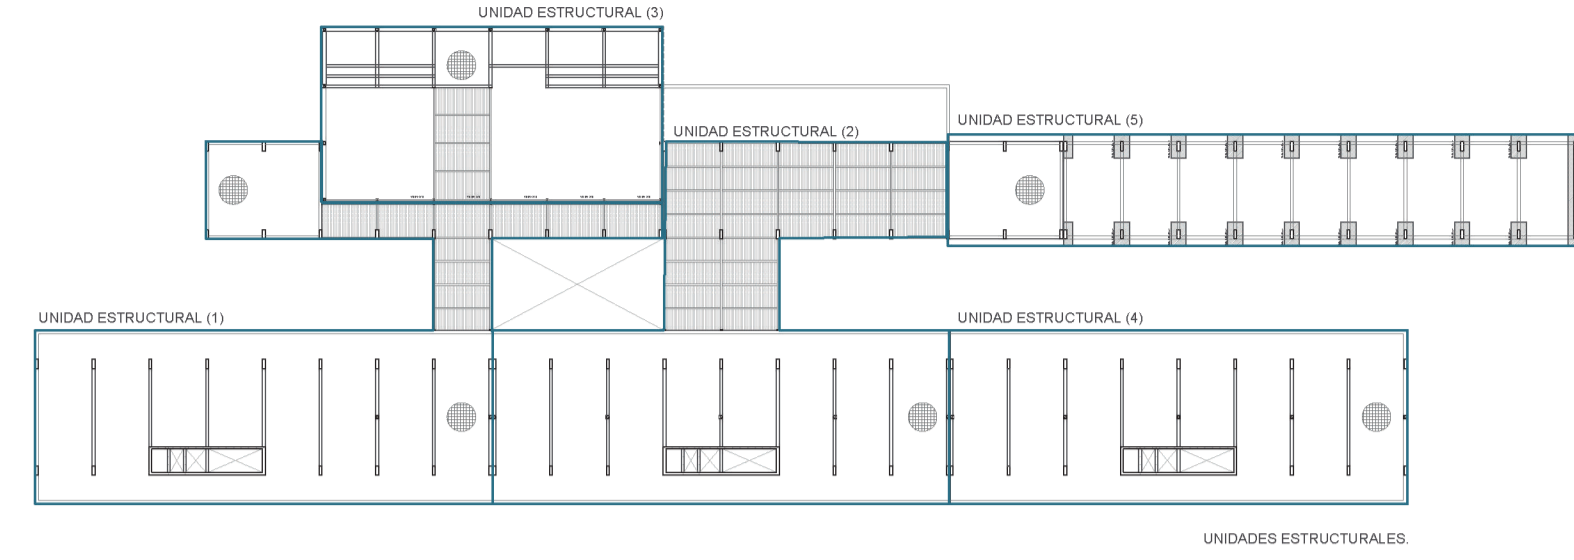 UNIDAD ESTRUCTURAL (3)
UNIDAD ESTRUCTURAL (5)
UNIDAD ESTRUCTURAL (2)
UNIDAD ESTRUCTURAL (1)
UNIDAD ESTRUCTURAL (4)
UNIDADES ESTRUCTURALES.